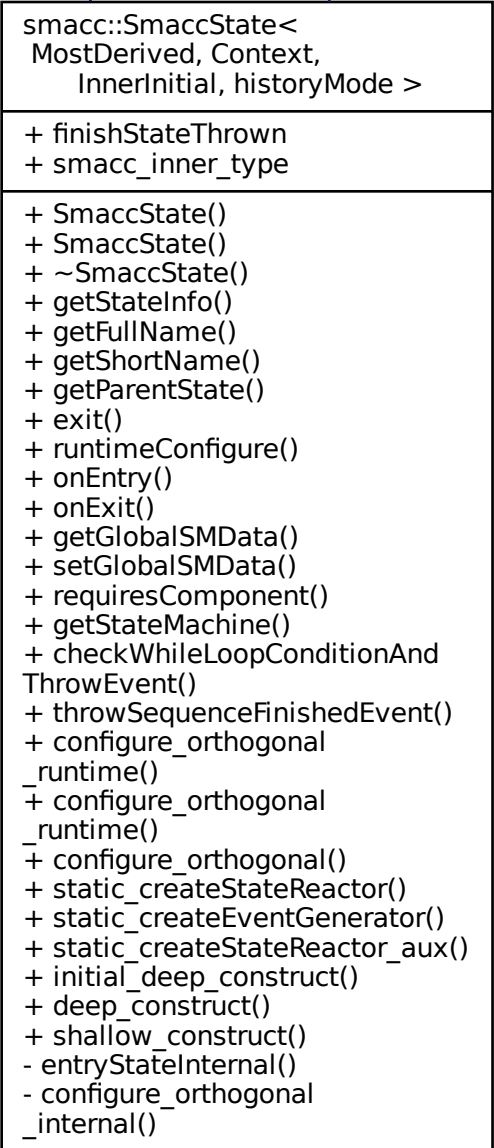 smacc::SmaccState<
MostDerived, Context,
InnerInitial, historyMode >
+ finishStateThrown
+ smacc_inner_type
+ SmaccState()
+ SmaccState()
+ ~SmaccState()
+ getStateInfo()
+ getFullName()
+ getShortName()
+ getParentState()
+ exit()
+ runtimeConfigure()
+ onEntry()
+ onExit()
+ getGlobalSMData()
+ setGlobalSMData()
+ requiresComponent()
+ getStateMachine()
+ checkWhileLoopConditionAnd
ThrowEvent()
+ throwSequenceFinishedEvent()
+ configure_orthogonal
_runtime()
+ configure_orthogonal
_runtime()
+ configure_orthogonal()
+ static_createStateReactor()
+ static_createEventGenerator()
+ static_createStateReactor_aux()
+ initial_deep_construct()
+ deep_construct()
+ shallow_construct()
- entryStateInternal()
- configure_orthogonal
_internal()